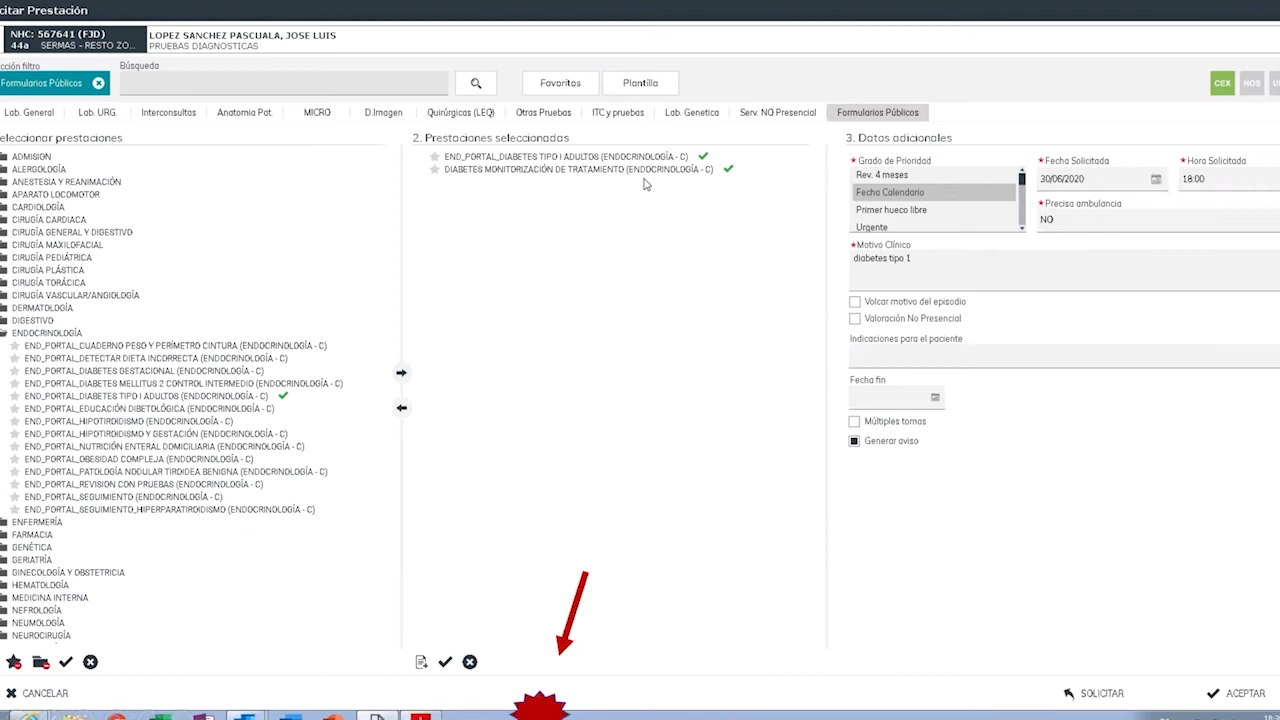 citar Prestación
NHC: 567641 (FJD)
44a SERMAS - RESTO ZO...
LOPEZ SANCHEZ PASCUALA, JOSE LUIS
PRUEBAS DIAGNOSTICAS
cción filtro
Formularios Públicos
Búsqueda
Favoritos
Plantilla
CEX
HOS
Lab. General
Lab. URG.
Interconsultas
Anatomia Pat.
MICRO
D.Imagen
Quirúrgicas (LEQ)
Otras Pruebas
ITC y pruebas
Lab. Genetica
Serv. NO Presencial
Formularios Públicos
eleccionar prestaciones
ADMISION
ALERGOLOGÍA
ANESTESIA Y REANIMACIÓN
APARATO LOCOMOTOR
CARDIOLOGÍA
CIRUGÍA CARDIACA
CIRUGÍA GENERAL Y DIGESTIVO
CIRUGÍA MAXILOFACIAL
CIRUGÍA PEDIÁTRICA
CIRUGÍA PLÁSTICA
CIRUGÍA TORÁCICA
CIRUGÍA VASCULAR/ANGIOLOGÍA
DERMATOLOGÍA
DIGESTIVO
ENDOCRINOLOGÍA
END_PORTAL_CUADERNO PESO Y PERÍMETRO CINTURA (ENDOCRINOLOGÍA - C)
END_PORTAL_DETECTAR DIETA INCORRECTA (ENDOCRINOLOGÍA - C)
END_PORTAL_DIABETES GESTACIONAL (ENDOCRINOLOGÍA - C)
END_PORTAL_DIABETES MELLITUS 2 CONTROL INTERMEDIO (ENDOCRINOLOGÍA - C)
END_PORTAL_DIABETES TIPO I ADULTOS (ENDOCRINOLOGÍA - C)
END_PORTAL_EDUCACIÓN DIBETOLÓGICA (ENDOCRINOLOGÍA - C)
END_PORTAL_HIPOTIROIDISMO (ENDOCRINOLOGÍA - C)
END_PORTAL_HIPOTIROIDISMO Y GESTACIÓN (ENDOCRINOLOGÍA - C)
END_PORTAL_NUTRICIÓN ENTERAL DOMICILIARIA (ENDOCRINOLOGÍA - C)
END_PORTAL_OBESIDAD COMPLEJA (ENDOCRINOLOGÍA - C)
END_PORTAL_PATOLOGÍA NODULAR TIROIDEA BENIGNA (ENDOCRINOLOGÍA - C)
END_PORTAL_REVISION CON PRUEBAS (ENDOCRINOLOGÍA - C)
END_PORTAL_SEGUIMIENTO (ENDOCRINOLOGÍA - C)
END_PORTAL_SEGUIMIENTO_HIPERPARATIROIDISMO (ENDOCRINOLOGÍA - C)
ENFERMERÍA
FARMACIA
GENÉTICA
GERIATRÍA
GINECOLOGÍA Y OBSTETRICIA
HEMATOLOGÍA
MEDICINA INTERNA
NEFROLOGÍA
NEUMOLOGÍA
NEUROCIRUGÍA
2. Prestaciones seleccionadas
END_PORTAL_DIABETES TIPO I ADULTOS (ENDOCRINOLOGÍA - C)
DIABETES MONITORIZACIÓN DE TRATAMIENTO (ENDOCRINOLOGÍA - C)
3. Datos adicionales
*Grado de Prioridad
Rev. 4 meses
Fecha Calendario
Primer hueco libre
Urgente
*Fecha Solicitada
30/06/2020
*Hora Solicitada
18:00
*Precisa ambulancia
NO
*Motivo Clínico
diabetes tipo 1
Volcar motivo del episodio
Valoración No Presencial
Indicaciones para el paciente
Fecha fin
Múltiples tomas
Generar aviso
CANCELAR
SOLICITAR
ACEPTAR